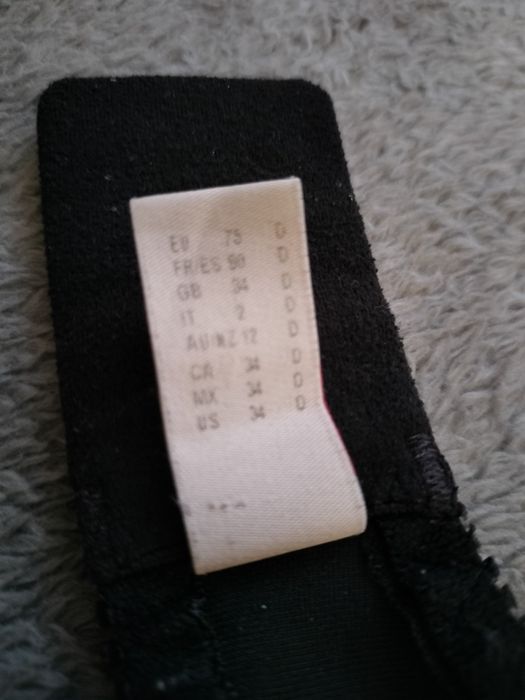 EU 75 D
FR/ES 90 D
GB 34 D
IT 2 D
AU/NZ 12 D
CA 34 D
MX 34 D
US 34 D